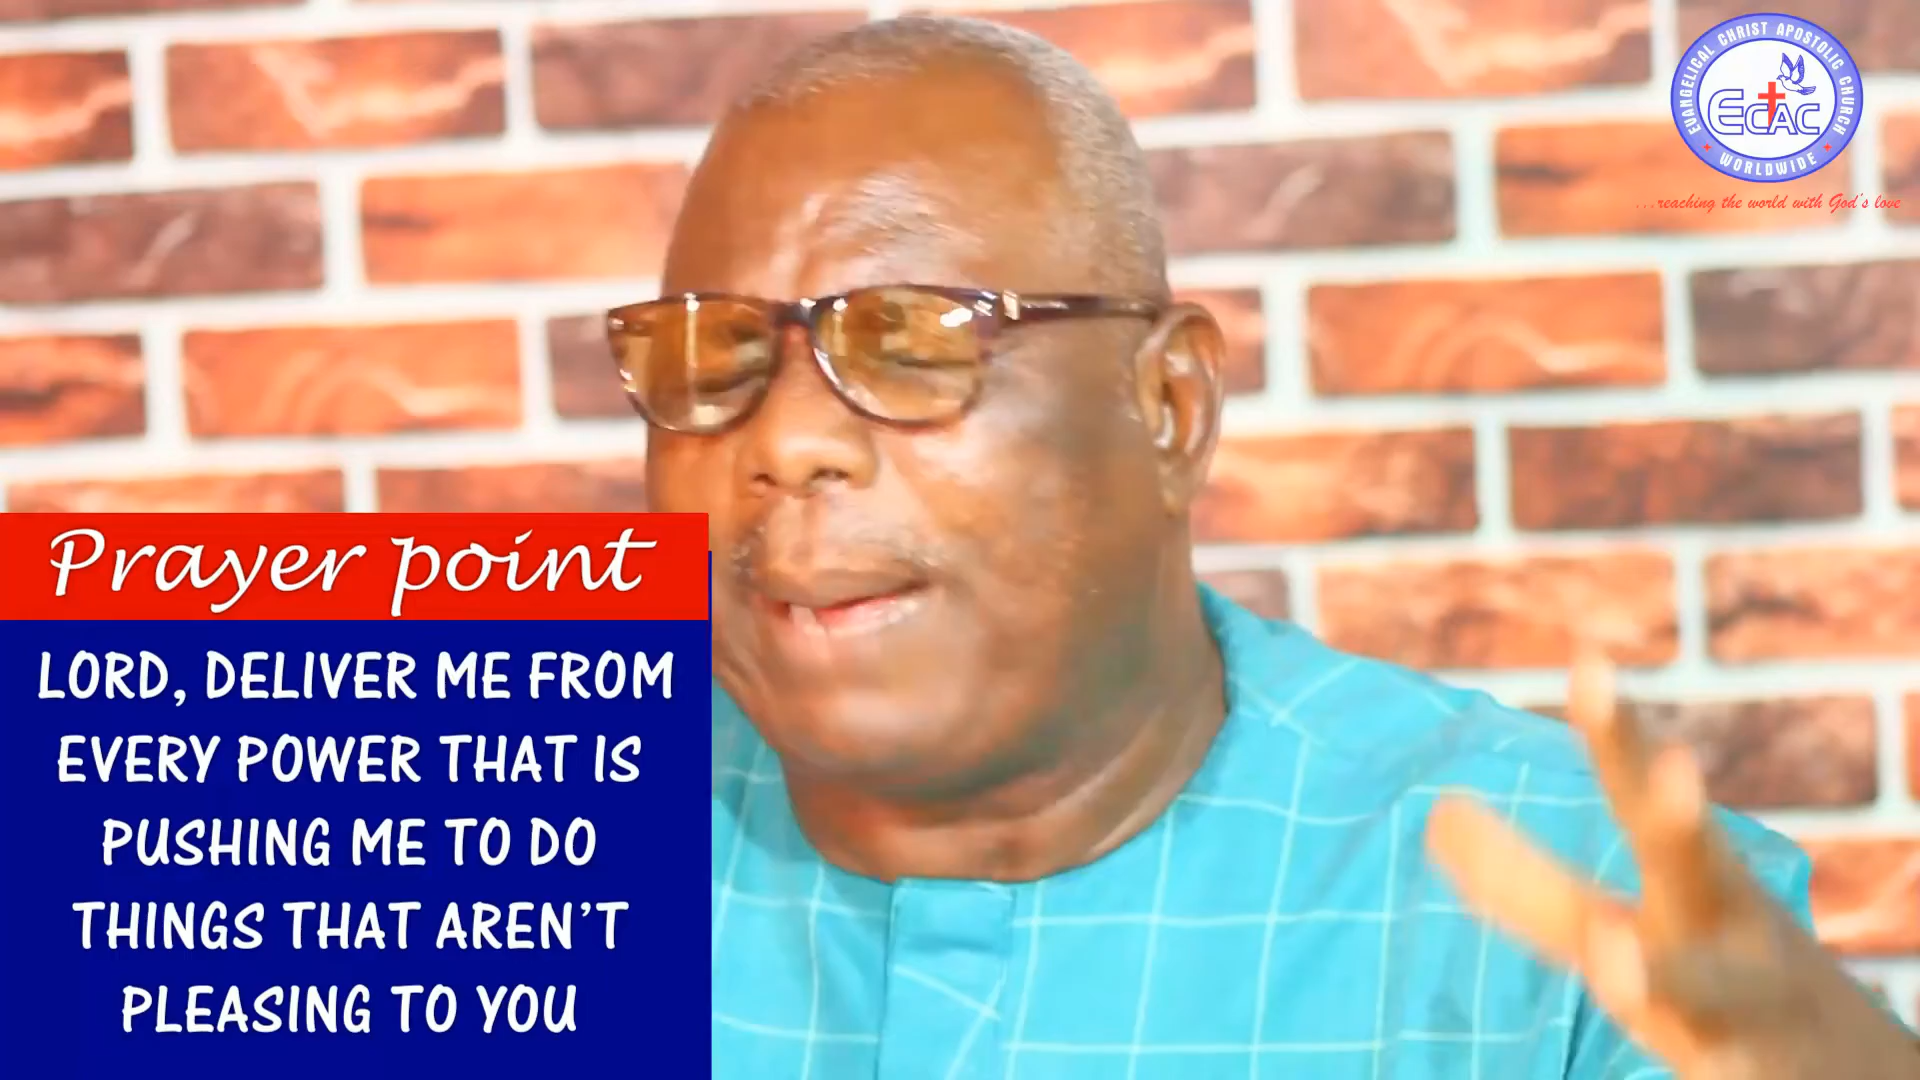 Prayer point
LORD, DELIVER ME FROM
EVERY POWER THAT IS
PUSHING ME TO DO
THINGS THAT AREN'T
PLEASING TO YOU
EVANGELICAL CHRIST APOSTOLIC CHURCH
ECAC
WORLDWIDE
...reaching the world with God's love